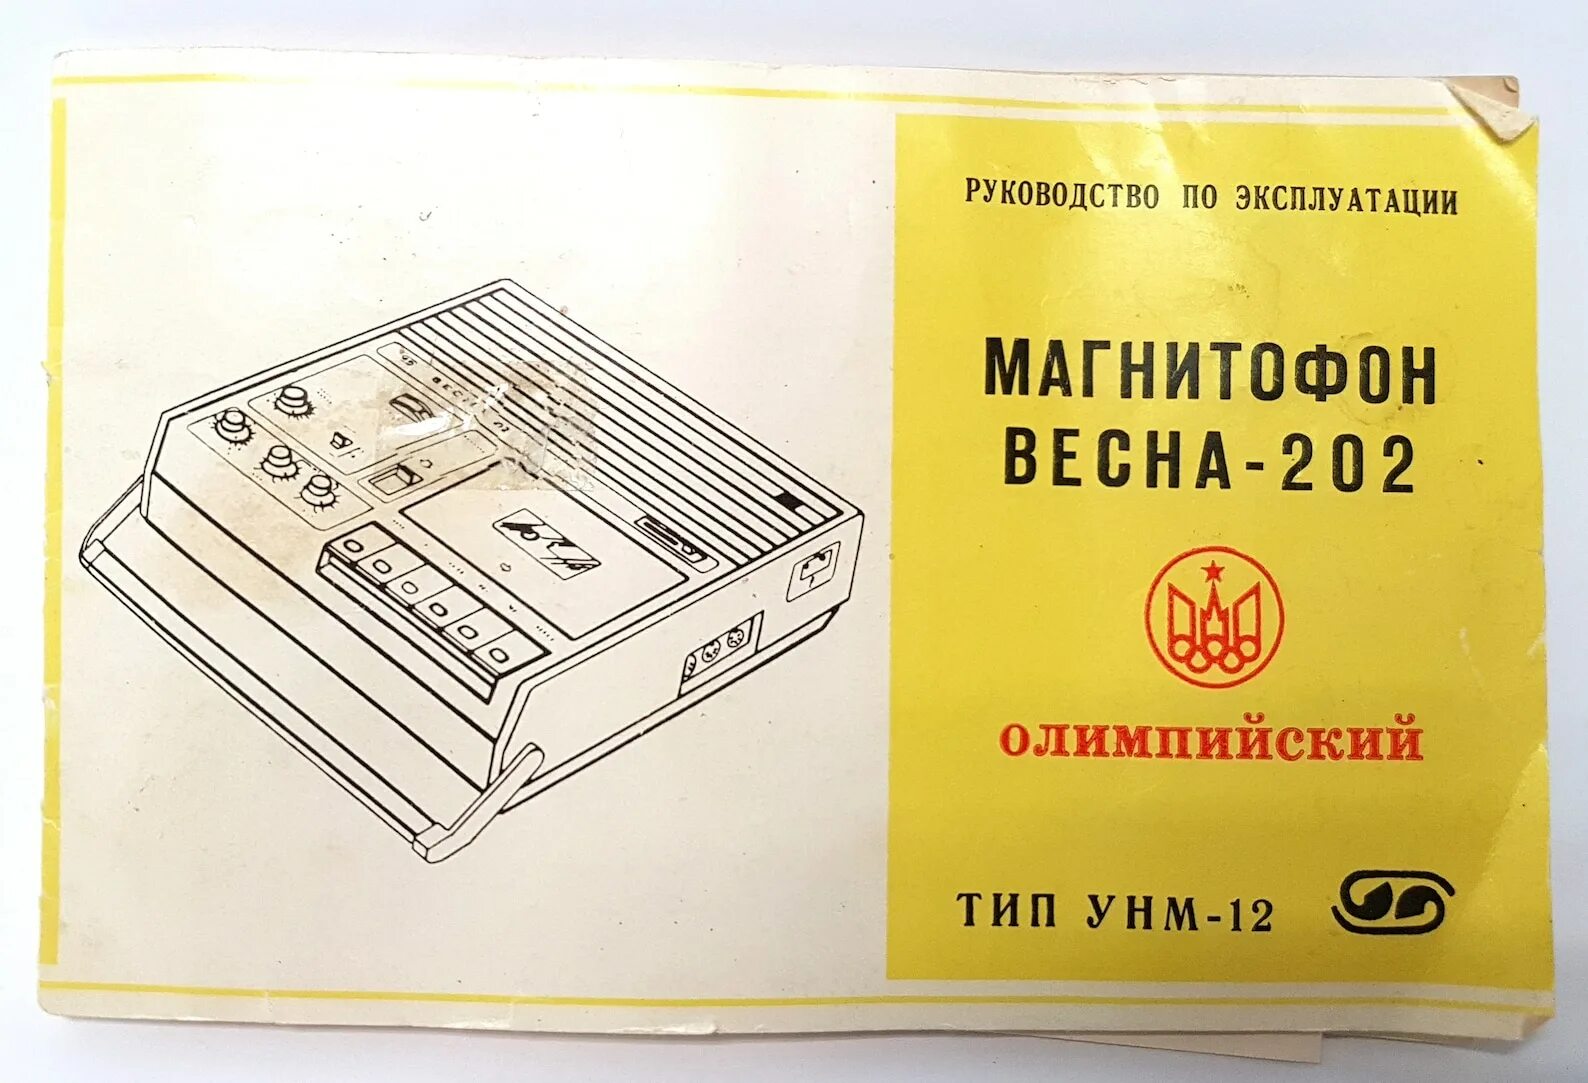 РУКОВОДСТВО ПО ЭКСПЛУАТАЦИИ
МАГНИТОФОН
ВЕСНА-202
ОЛИМПИЙСКИЙ
ТИП УНМ-12